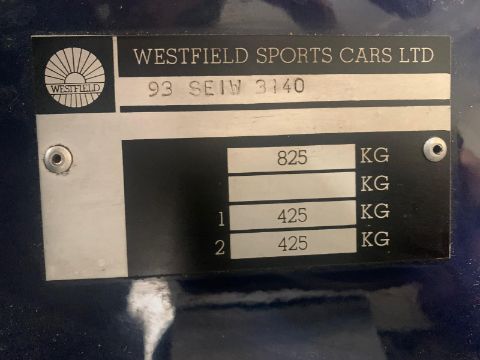 WESTFIELD SPORTS CARS LTD
WESTFIELD
93 SEIW 3140
825 KG
KG
1 425 KG
2 425 KG